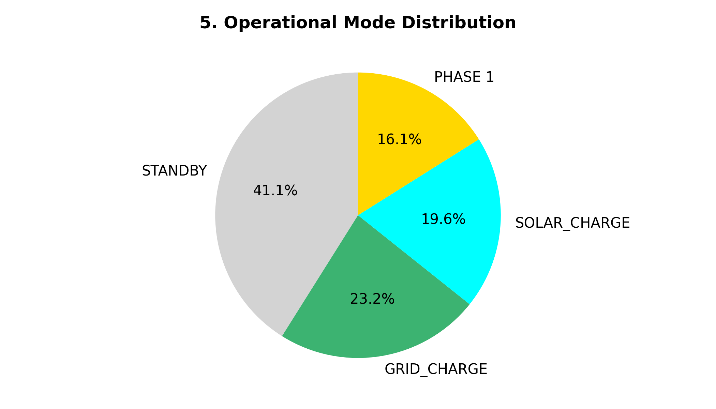 5. Operational Mode Distribution
PHASE 1
16.1%
STANDBY
41.1%
19.6%
SOLAR_CHARGE
23.2%
GRID_CHARGE